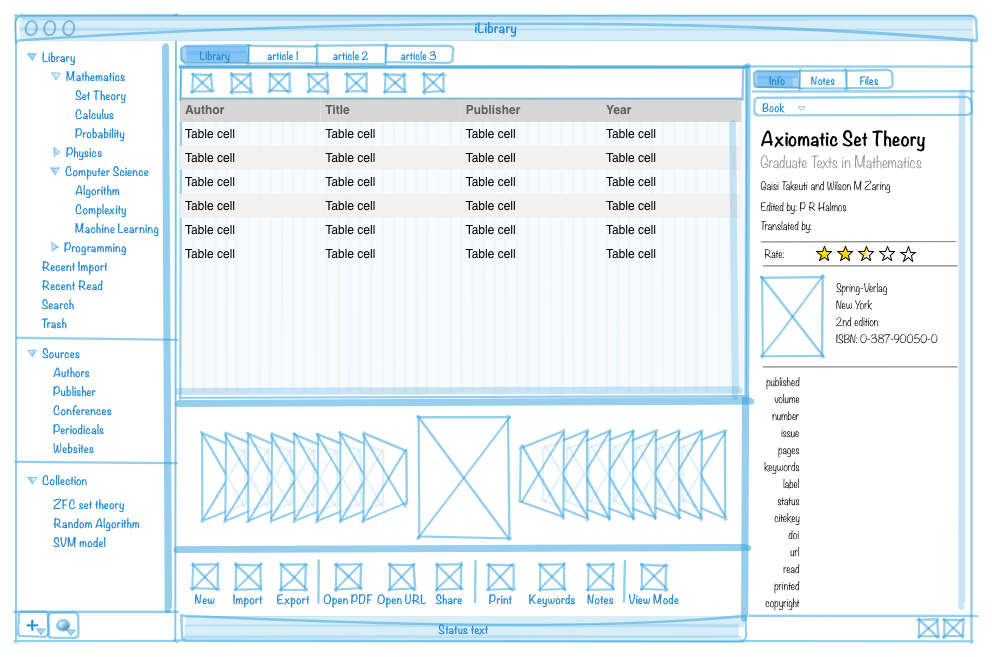 iLibrary
Library
Mathematics
Set Theory
Calculus
Probability
Physics
Computer Science
Algorithm
Complexity
Machine Learning
Programming
Recent Import
Recent Read
Search
Trash
Sources
Authors
Publisher
Conferences
Periodicals
Websites
Collection
ZFC set theory
Random Algorithm
SVM model
Library article 1 article 2 article 3
Author Title Publisher Year
Table cell Table cell Table cell Table cell
Table cell Table cell Table cell Table cell
Table cell Table cell Table cell Table cell
Table cell Table cell Table cell Table cell
Table cell Table cell Table cell Table cell
Table cell Table cell Table cell Table cell
New Import Export Open PDF Open URL Share Print Keywords Notes View Mode
Status text
Info Notes Files
Book
Axiomatic Set Theory
Graduate Texts in Mathematics
Gaisi Takeuti and Wilson M Zaring
Edited by: P R Halmos
Translated by:
Rate:
Spring-Verlag
New York
2nd edition
ISBN: 0-387-90050-0
published
volume
number
issue
pages
keywords
label
status
citekey
doi
url
read
printed
copyright